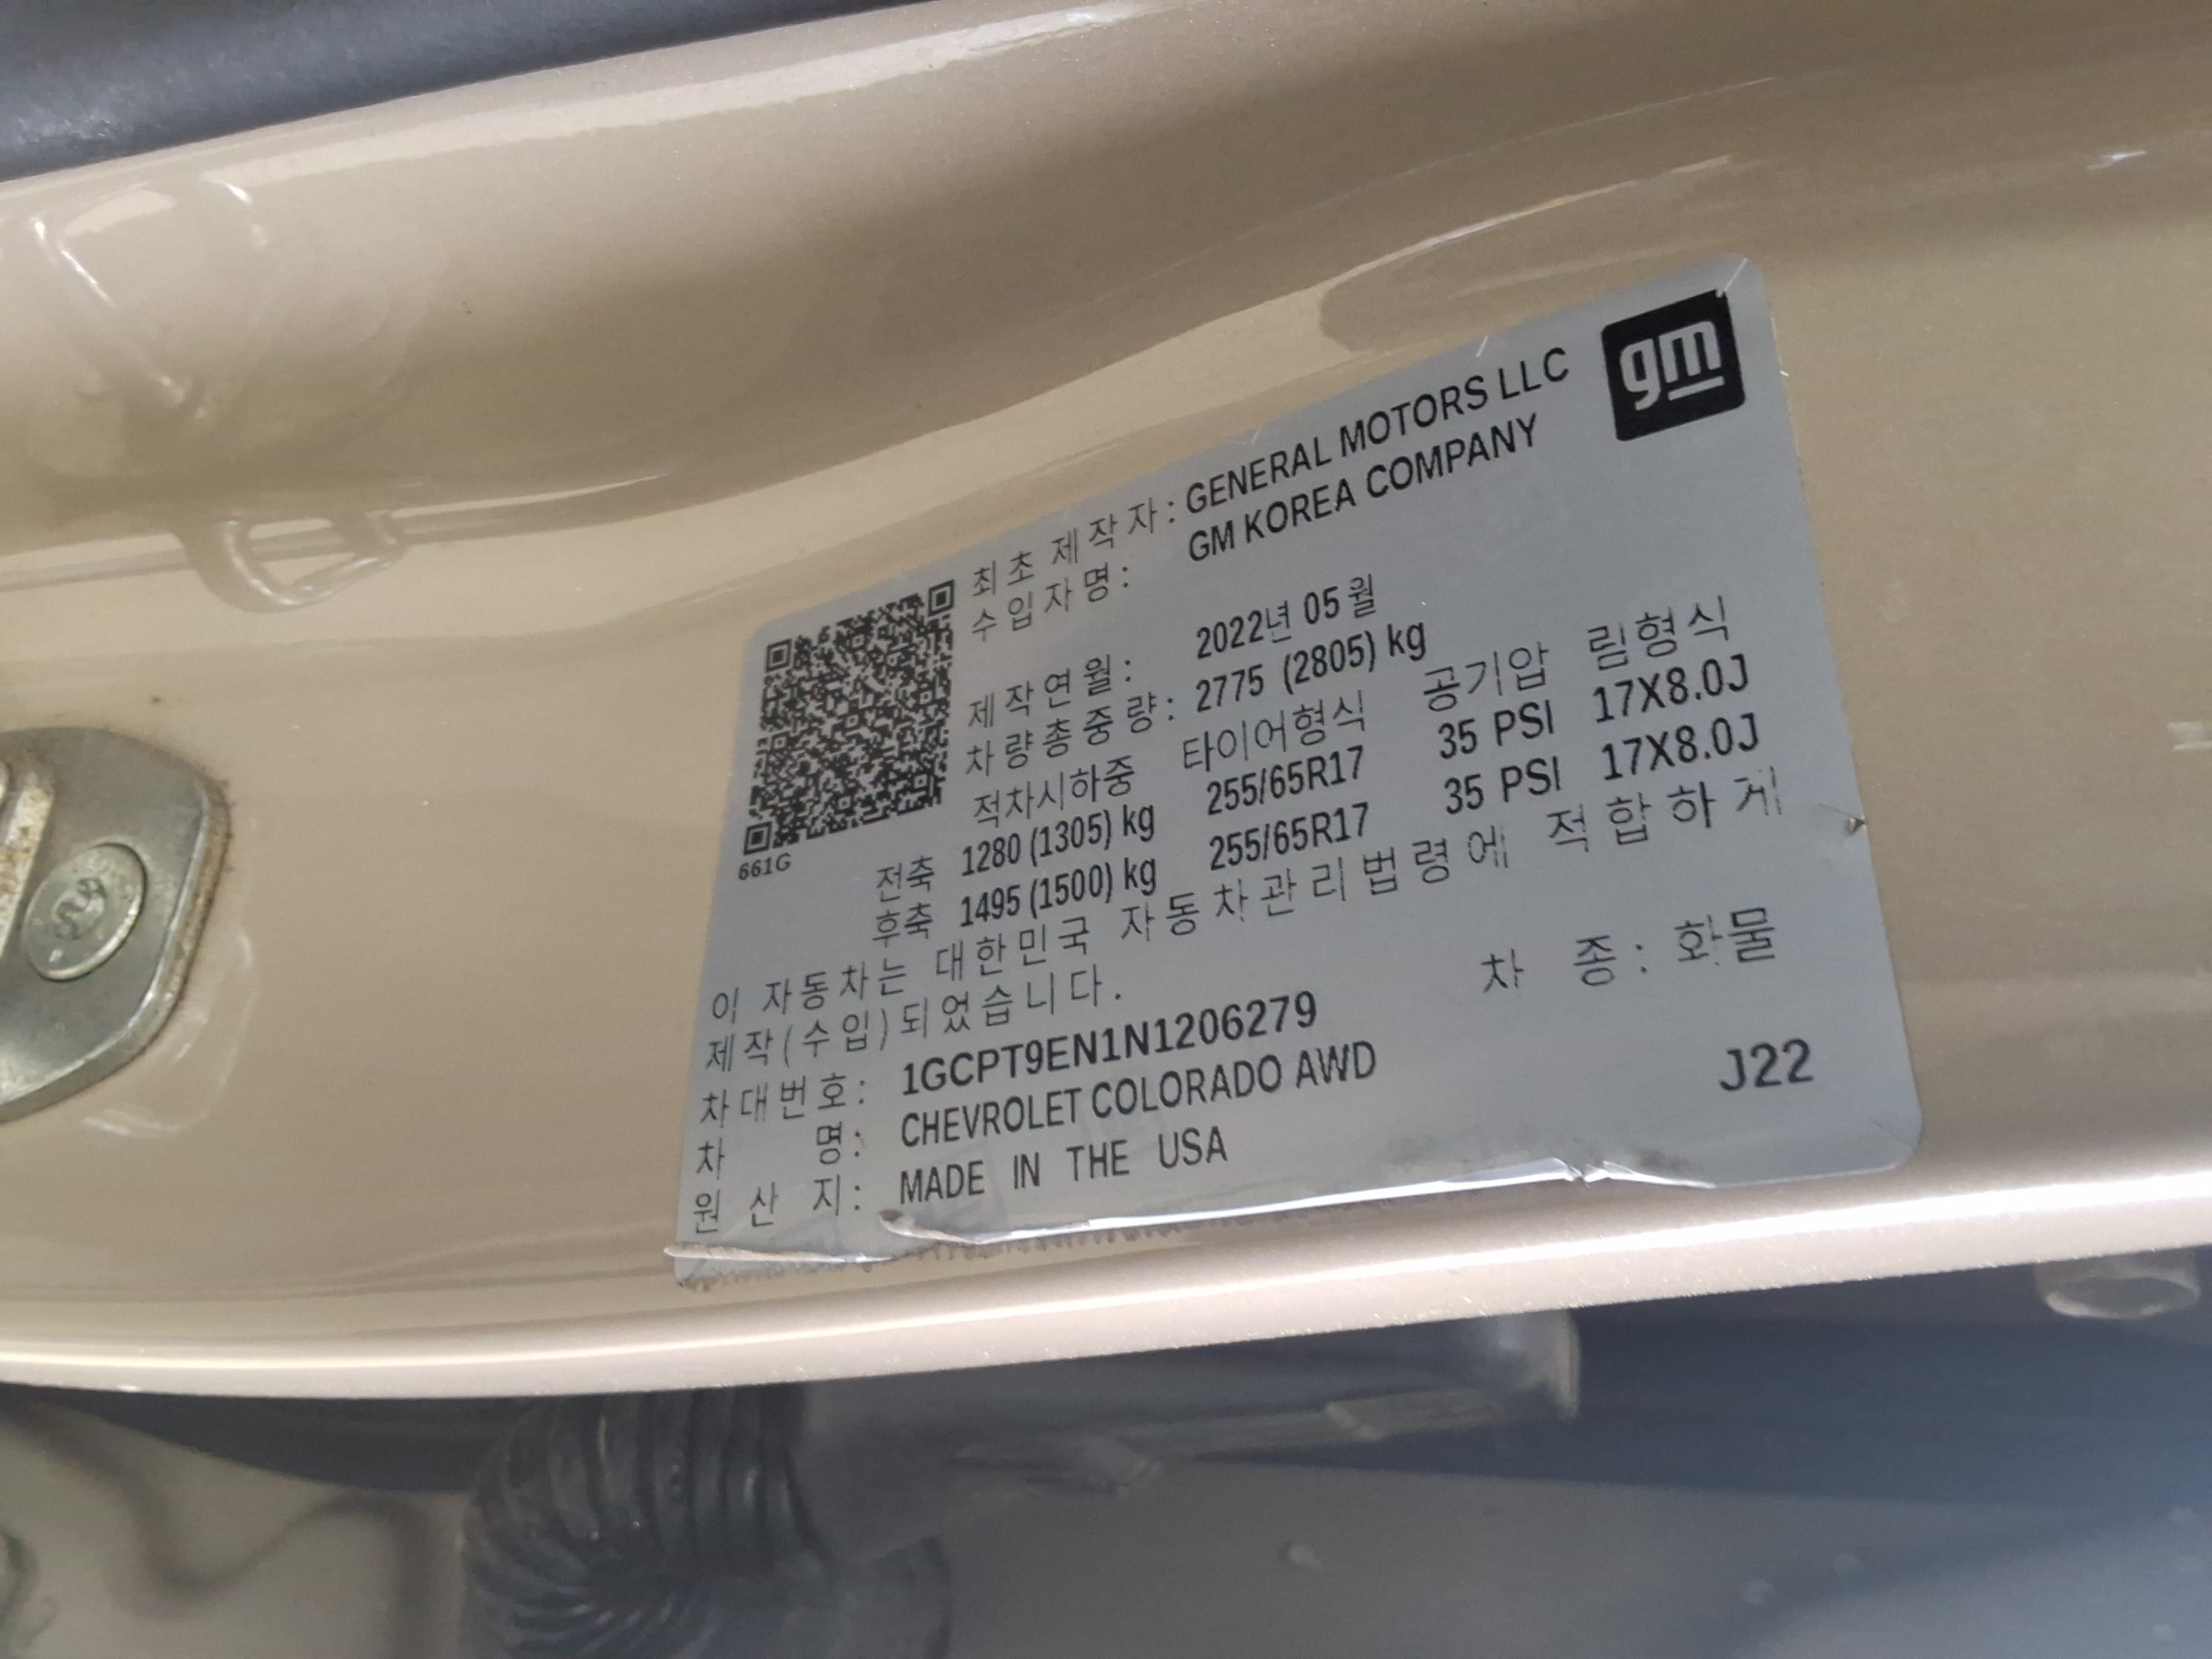 gm
최초 제작자: GENERAL MOTORS LLC
수입자명: GM KOREA COMPANY
제작연월: 2022년 05월
차량총중량: 2775 (2805) kg
적차시하중 타이어형식 공기압 림형식
661G
전축 1280 (1305) kg 255/65R17 35 PSI 17X8.0J
후축 1495 (1500) kg 255/65R17 35 PSI 17X8.0J
이 자동차는 대한민국 자동차관리법령에 적합하게
제작(수입)되었습니다.
차대번호: 1GCPT9EN1N1206279 차 종: 화물
차 명: CHEVROLET COLORADO AWD
원 산 지: MADE IN THE USA J22